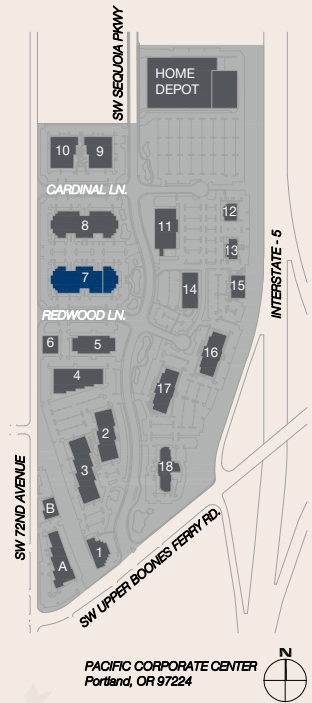 SW SEQUOIA PKWY
HOME
DEPOT
10
9
CARDINAL LN.
12
8
11
13
INTERSTATE - 5
7
14
15
REDWOOD LN.
6
5
16
4
17
2
3
18
SW 72ND AVENUE
B
1
A
SW UPPER BOONES FERRY RD.
N
PACIFIC CORPORATE CENTER
Portland, OR 97224